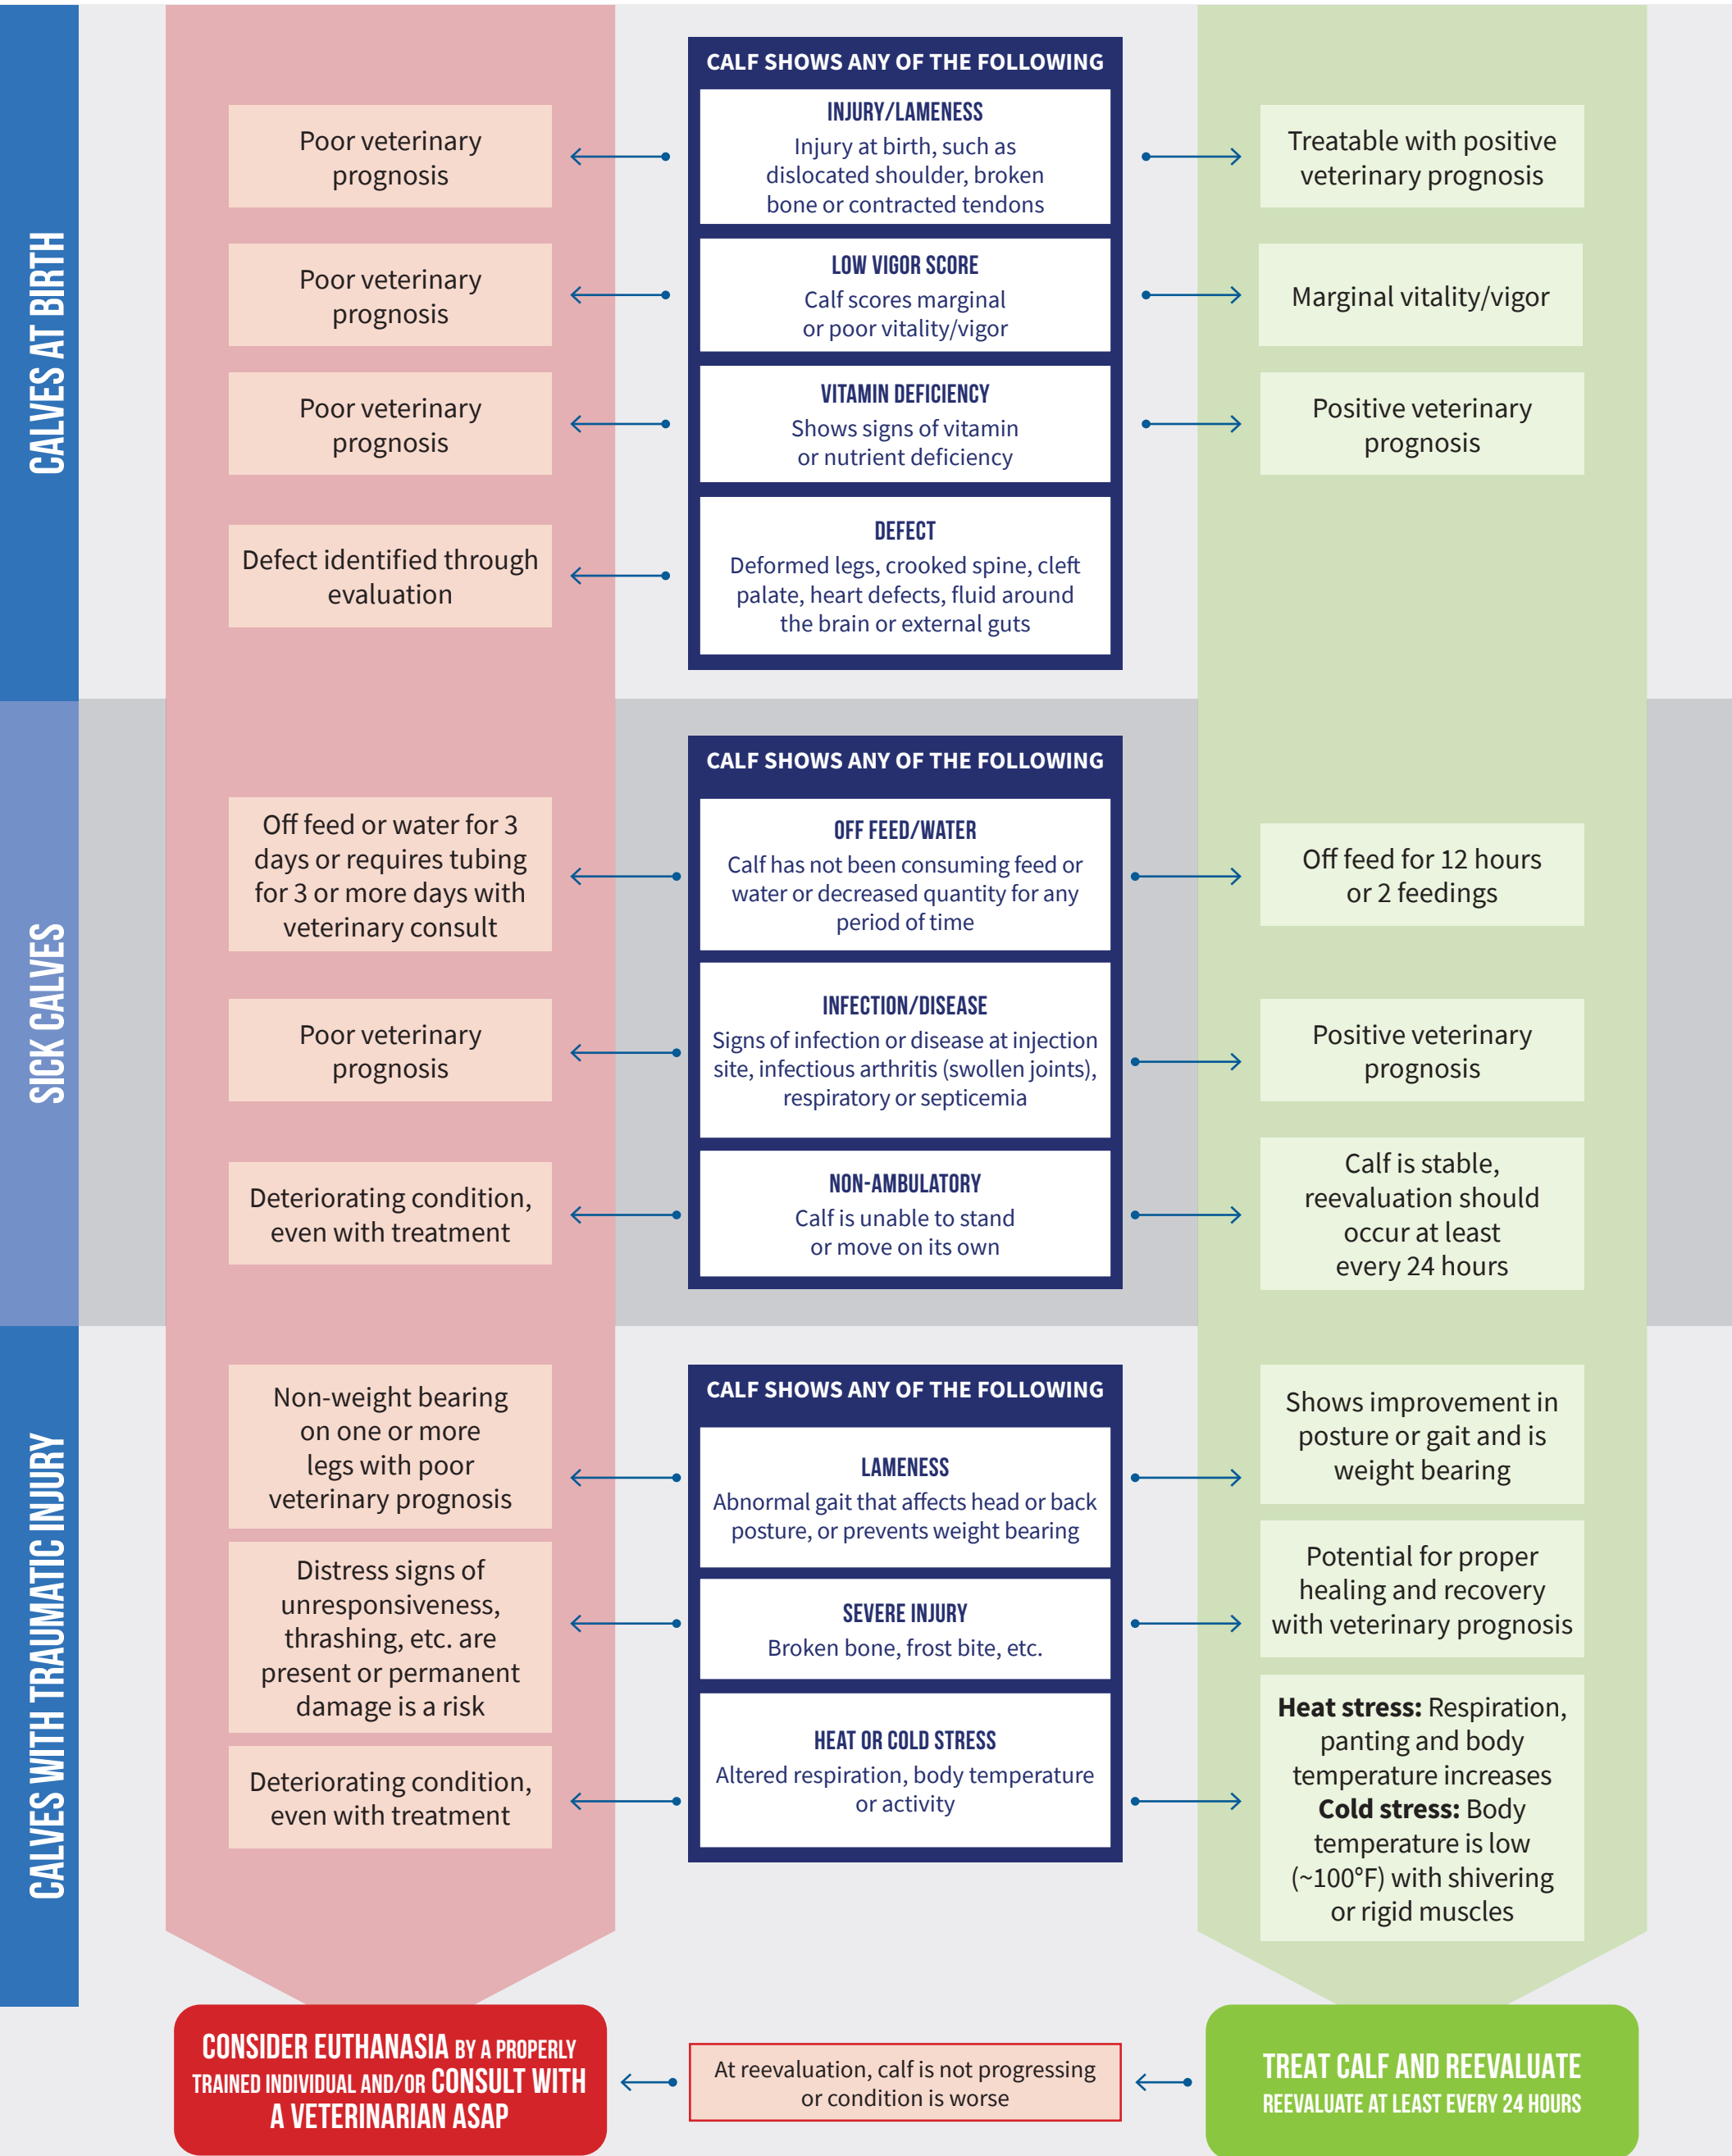 CALVES AT BIRTH
CALF SHOWS ANY OF THE FOLLOWING
Poor veterinary
prognosis
INJURY/LAMENESS
Injury at birth, such as
dislocated shoulder, broken
bone or contracted tendons
Treatable with positive
veterinary prognosis
Poor veterinary
prognosis
LOW VIGOR SCORE
Calf scores marginal
or poor vitality/vigor
Marginal vitality/vigor
Poor veterinary
prognosis
VITAMIN DEFICIENCY
Shows signs of vitamin
or nutrient deficiency
Positive veterinary
prognosis
Defect identified through
evaluation
DEFECT
Deformed legs, crooked spine, cleft
palate, heart defects, fluid around
the brain or external guts
SICK CALVES
CALF SHOWS ANY OF THE FOLLOWING
Off feed or water for 3
days or requires tubing
for 3 or more days with
veterinary consult
OFF FEED/WATER
Calf has not been consuming feed or
water or decreased quantity for any
period of time
Off feed for 12 hours
or 2 feedings
Poor veterinary
prognosis
INFECTION/DISEASE
Signs of infection or disease at injection
site, infectious arthritis (swollen joints),
respiratory or septicemia
Positive veterinary
prognosis
Deteriorating condition,
even with treatment
NON-AMBULATORY
Calf is unable to stand
or move on its own
Calf is stable,
reevaluation should
occur at least
every 24 hours
CALVES WITH TRAUMATIC INJURY
CALF SHOWS ANY OF THE FOLLOWING
Non-weight bearing
on one or more
legs with poor
veterinary prognosis
LAMENESS
Abnormal gait that affects head or back
posture, or prevents weight bearing
Shows improvement in
posture or gait and is
weight bearing
Distress signs of
unresponsiveness,
thrashing, etc. are
present or permanent
damage is a risk
SEVERE INJURY
Broken bone, frost bite, etc.
Potential for proper
healing and recovery
with veterinary prognosis
Deteriorating condition,
even with treatment
HEAT OR COLD STRESS
Altered respiration, body temperature
or activity
Heat stress: Respiration,
panting and body
temperature increases
Cold stress: Body
temperature is low
(~100°F) with shivering
or rigid muscles
CONSIDER EUTHANASIA BY A PROPERLY
TRAINED INDIVIDUAL AND/OR CONSULT WITH
A VETERINARIAN ASAP
At reevaluation, calf is not progressing
or condition is worse
TREAT CALF AND REEVALUATE
REEVALUATE AT LEAST EVERY 24 HOURS